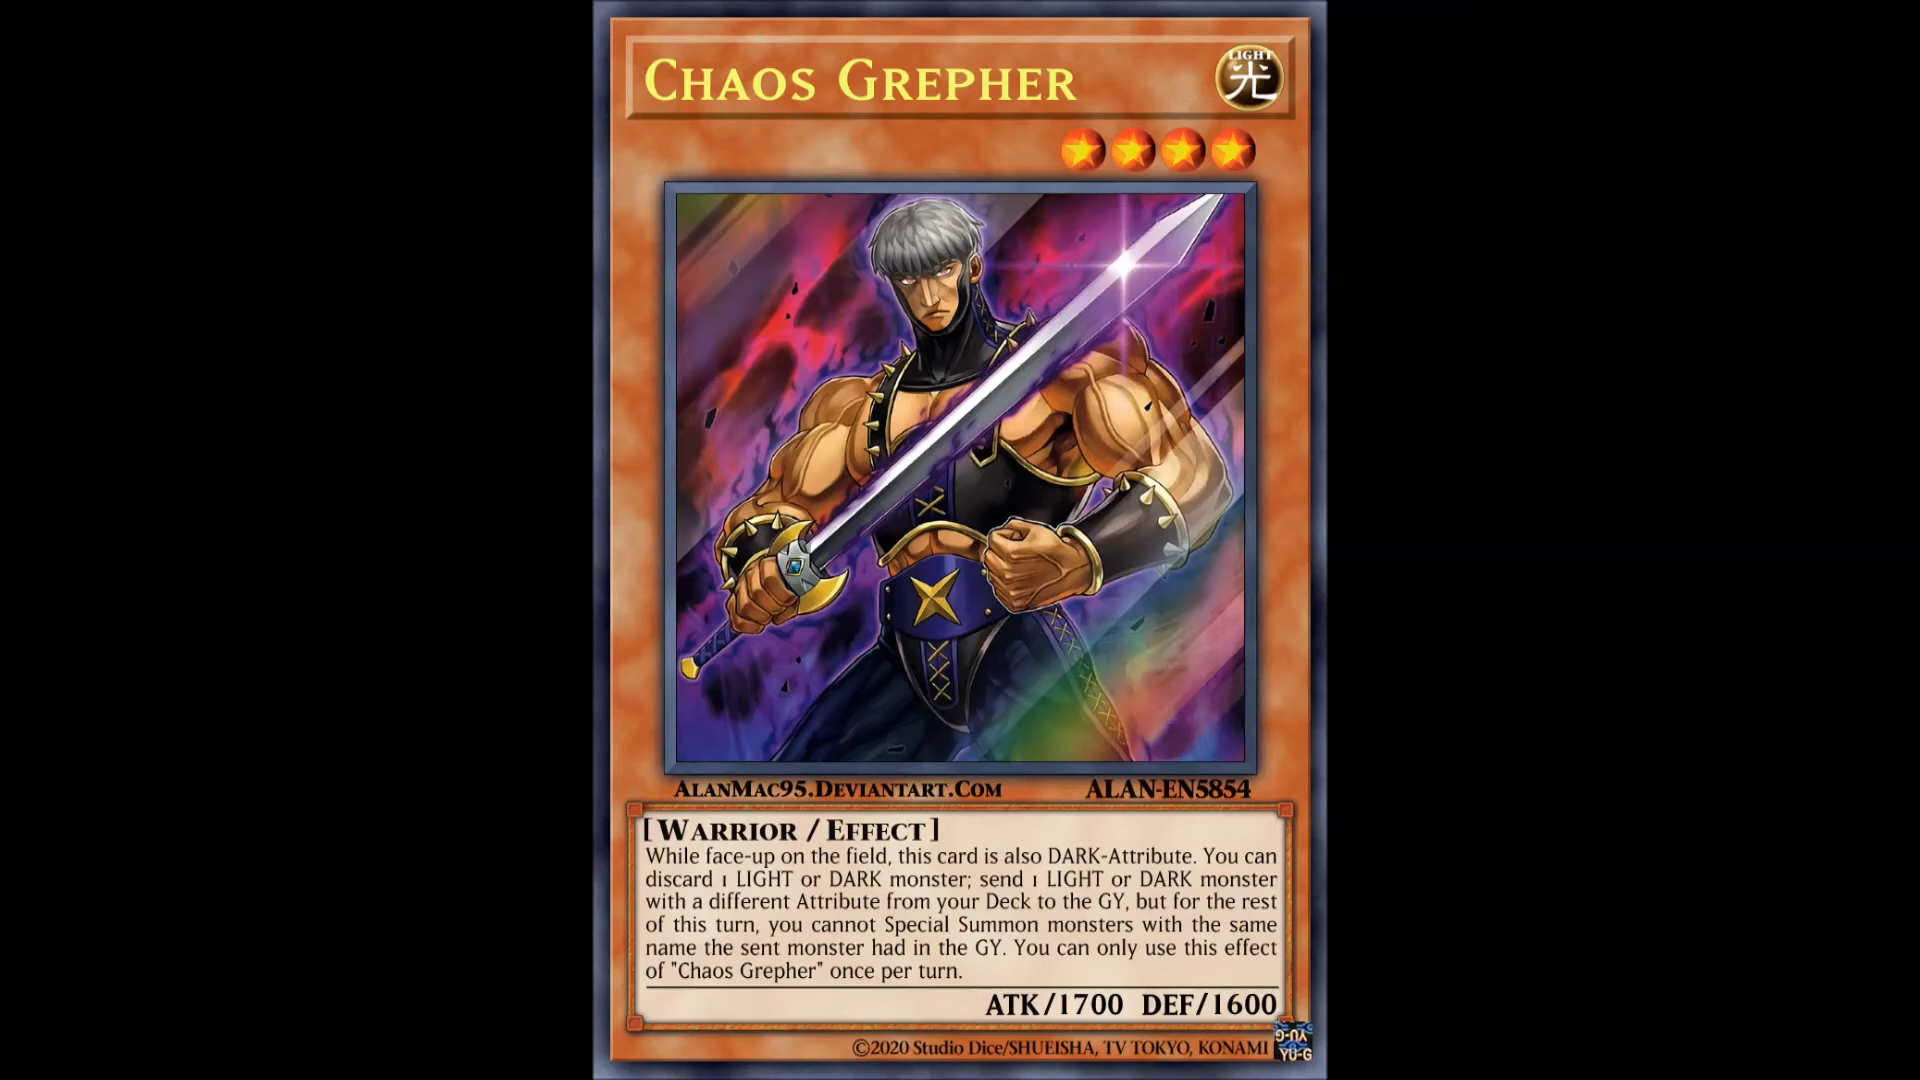 Chaos Grepher
LIGHT
光
AlanMac95.Deviantart.Com ALAN-EN5854
[Warrior / Effect]
While face-up on the field, this card is also DARK-Attribute. You can
discard 1 LIGHT or DARK monster; send 1 LIGHT or DARK monster
with a different Attribute from your Deck to the GY, but for the rest
of this turn, you cannot Special Summon monsters with the same
name the sent monster had in the GY. You can only use this effect
of "Chaos Grepher" once per turn.
ATK/1700 DEF/1600
©2020 Studio Dice/SHUEISHA, TV TOKYO, KONAMI
YU-G